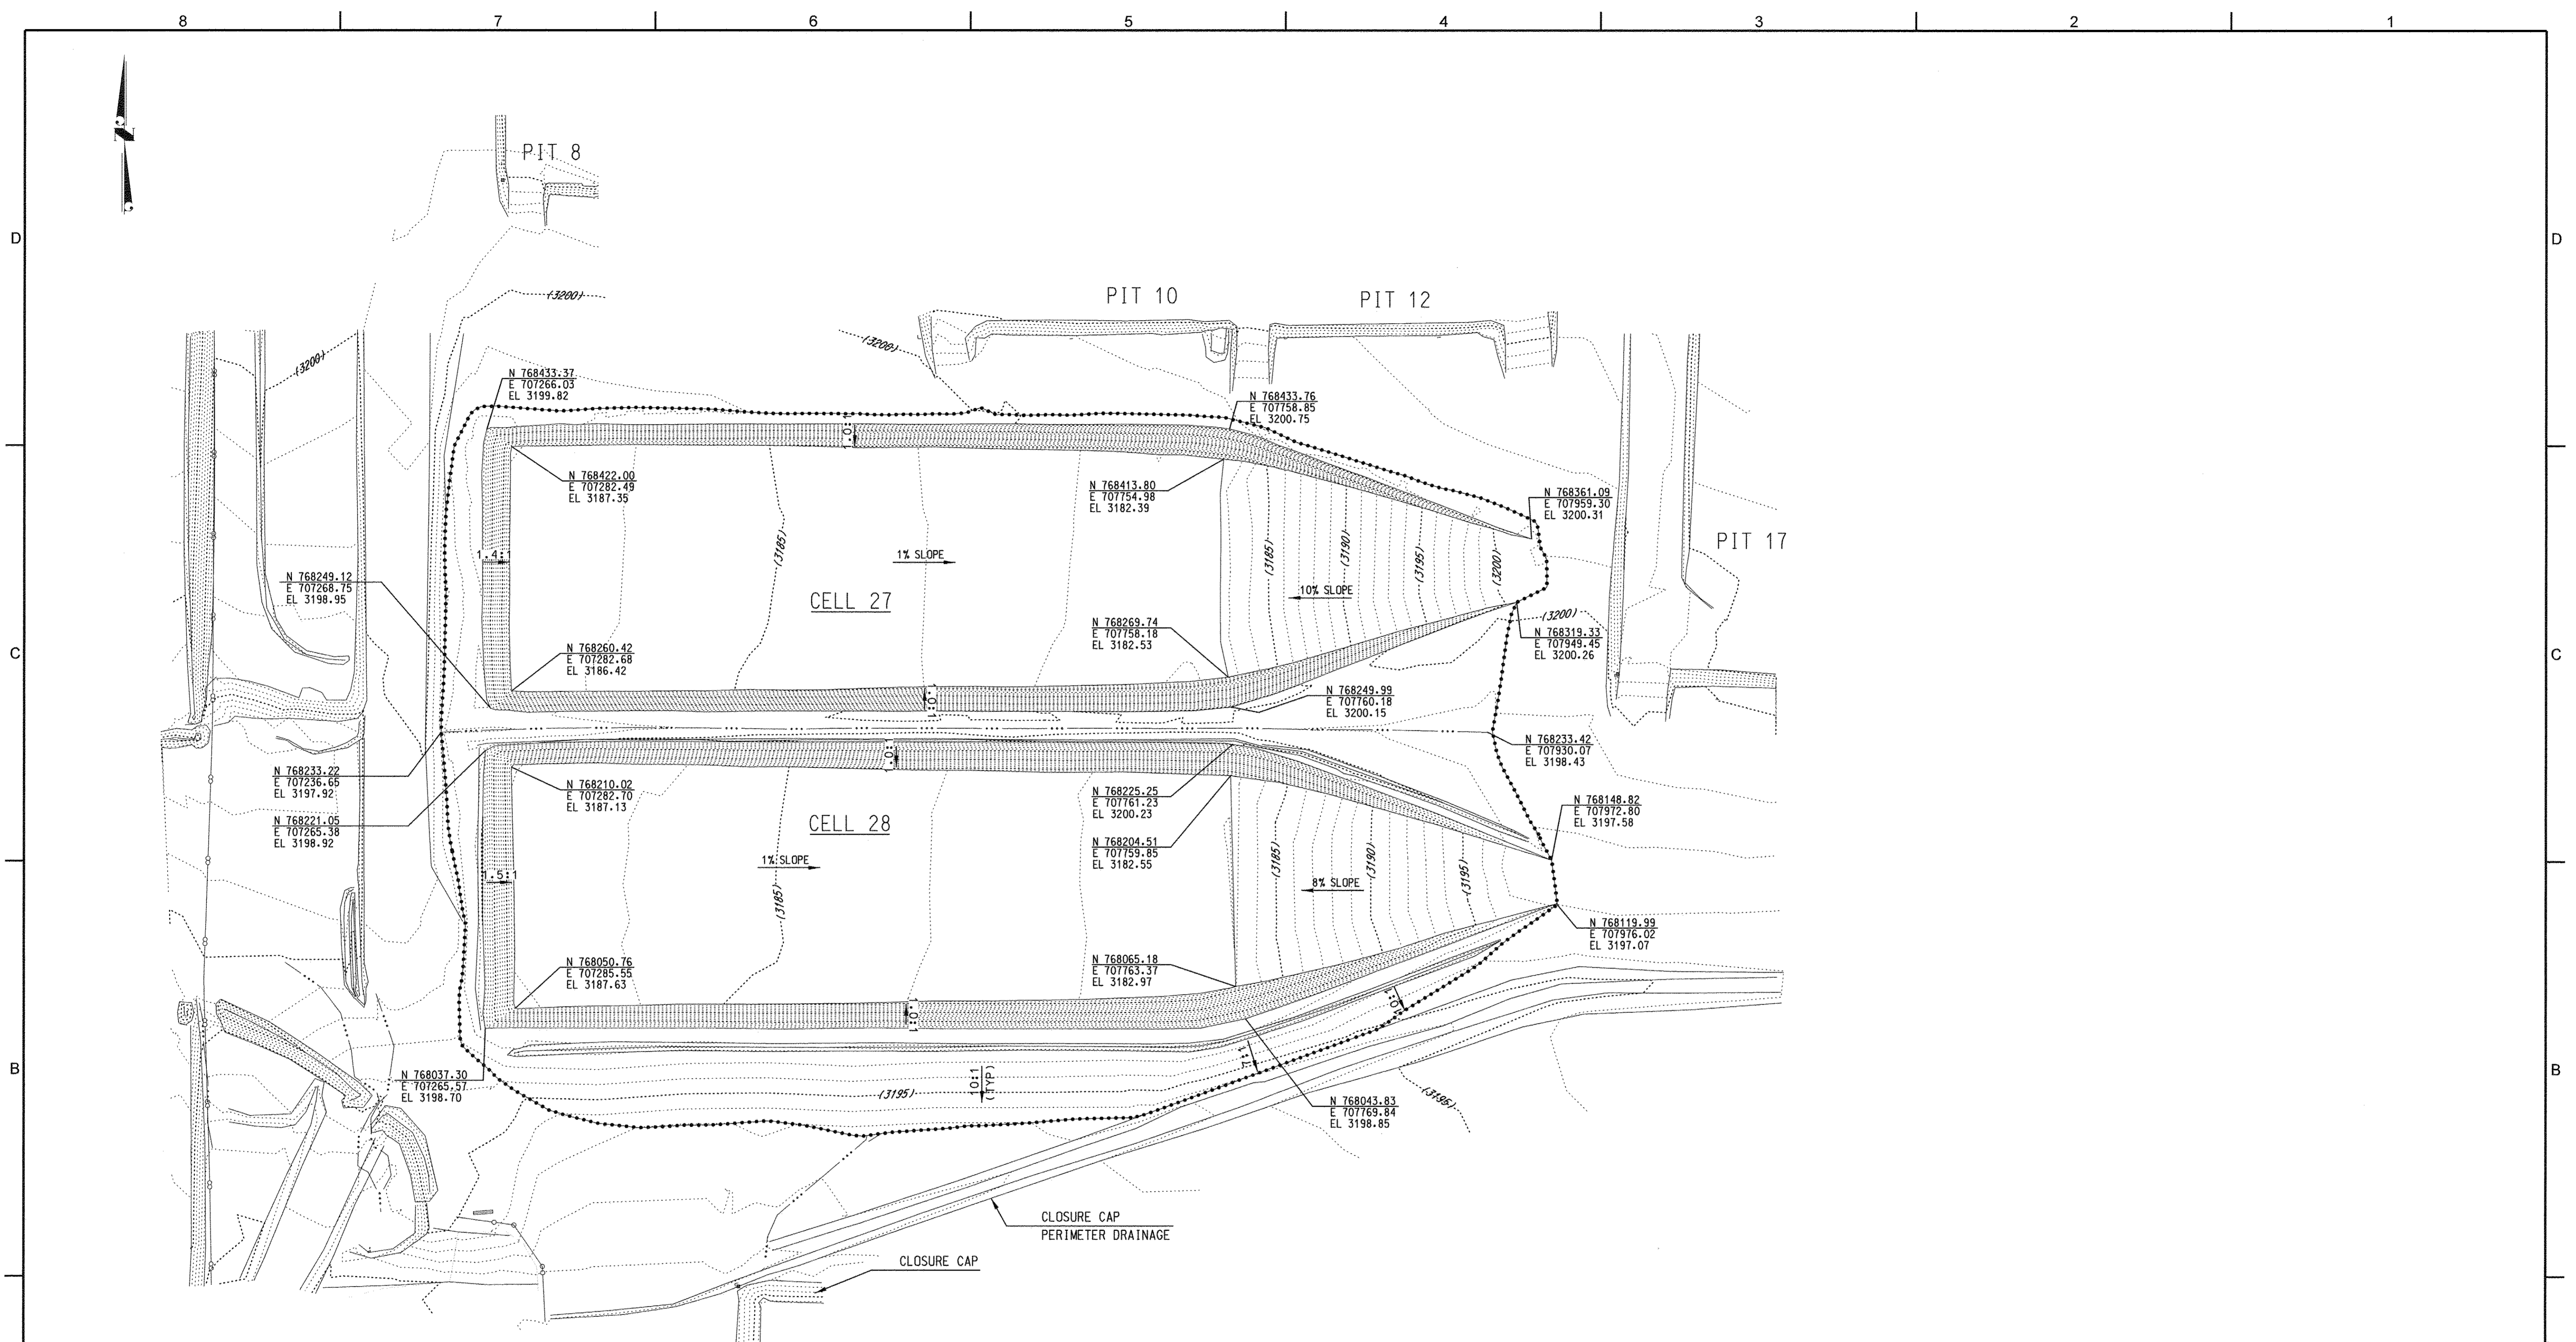 8 7 6 5 4 3 2 1
N
PIT 8
D
D
(3200)
PIT 10
PIT 12
(3200)
(3200)
N 768433.37
E 707266.03
EL 3199.82
N 768433.76
E 707758.85
EL 3200.75
1.0:1
N 768422.00
E 707282.49
EL 3187.35
N 768413.80
E 707754.98
EL 3182.39
N 768361.09
E 707959.30
EL 3200.31
PIT 17
(3185)
(3185)
(3190)
(3195)
(3200)
1.4:1
1% SLOPE
N 768249.12
E 707268.75
EL 3198.95
CELL 27
10% SLOPE
(3200)
N 768269.74
E 707758.18
EL 3182.53
N 768319.33
E 707949.45
EL 3200.26
C
C
N 768260.42
E 707282.68
EL 3186.42
1.0:1
N 768249.99
E 707760.18
EL 3200.15
N 768233.42
E 707930.07
EL 3198.43
1.0:1
N 768233.22
E 707236.65
EL 3197.92
N 768210.02
E 707282.70
EL 3187.13
N 768225.25
E 707761.23
EL 3200.23
N 768148.82
E 707972.80
EL 3197.58
N 768221.05
E 707265.38
EL 3198.92
CELL 28
N 768204.51
E 707759.85
EL 3182.55
1% SLOPE
(3185)
(3185)
(3190)
(3195)
1.5:1
8% SLOPE
N 768119.99
E 707976.02
EL 3197.07
N 768050.76
E 707285.55
EL 3187.63
N 768065.18
E 707763.37
EL 3182.97
1.0:1
10:1
B
B
N 768037.30
E 707265.57
EL 3198.70
10:1
(TYP)
(3195)
(3195)
N 768043.83
E 707769.84
EL 3198.85
CLOSURE CAP
PERIMETER DRAINAGE
CLOSURE CAP